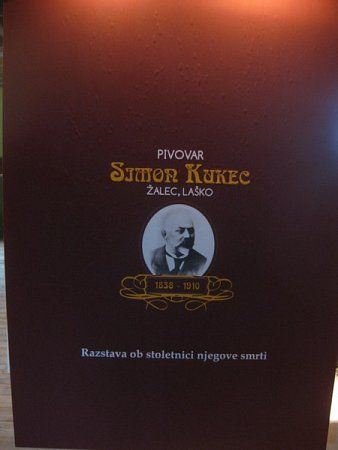 PIVOVAR
SIMON KUKEC
ŽALEC, LAŠKO
1838 - 1910
Razstava ob stoletnici njegove smrti